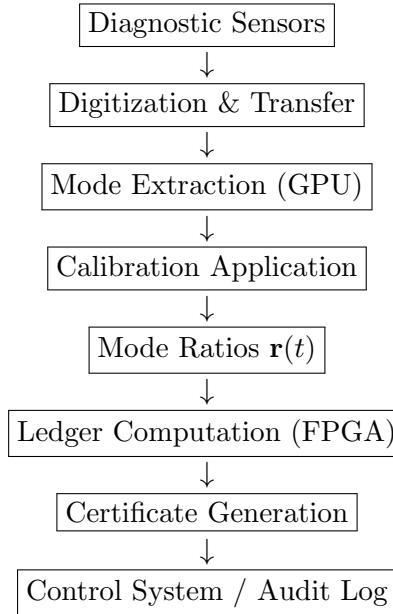 Diagnostic Sensors
Digitization & Transfer
Mode Extraction (GPU)
Calibration Application
Mode Ratios r(t)
Ledger Computation (FPGA)
Certificate Generation
Control System / Audit Log